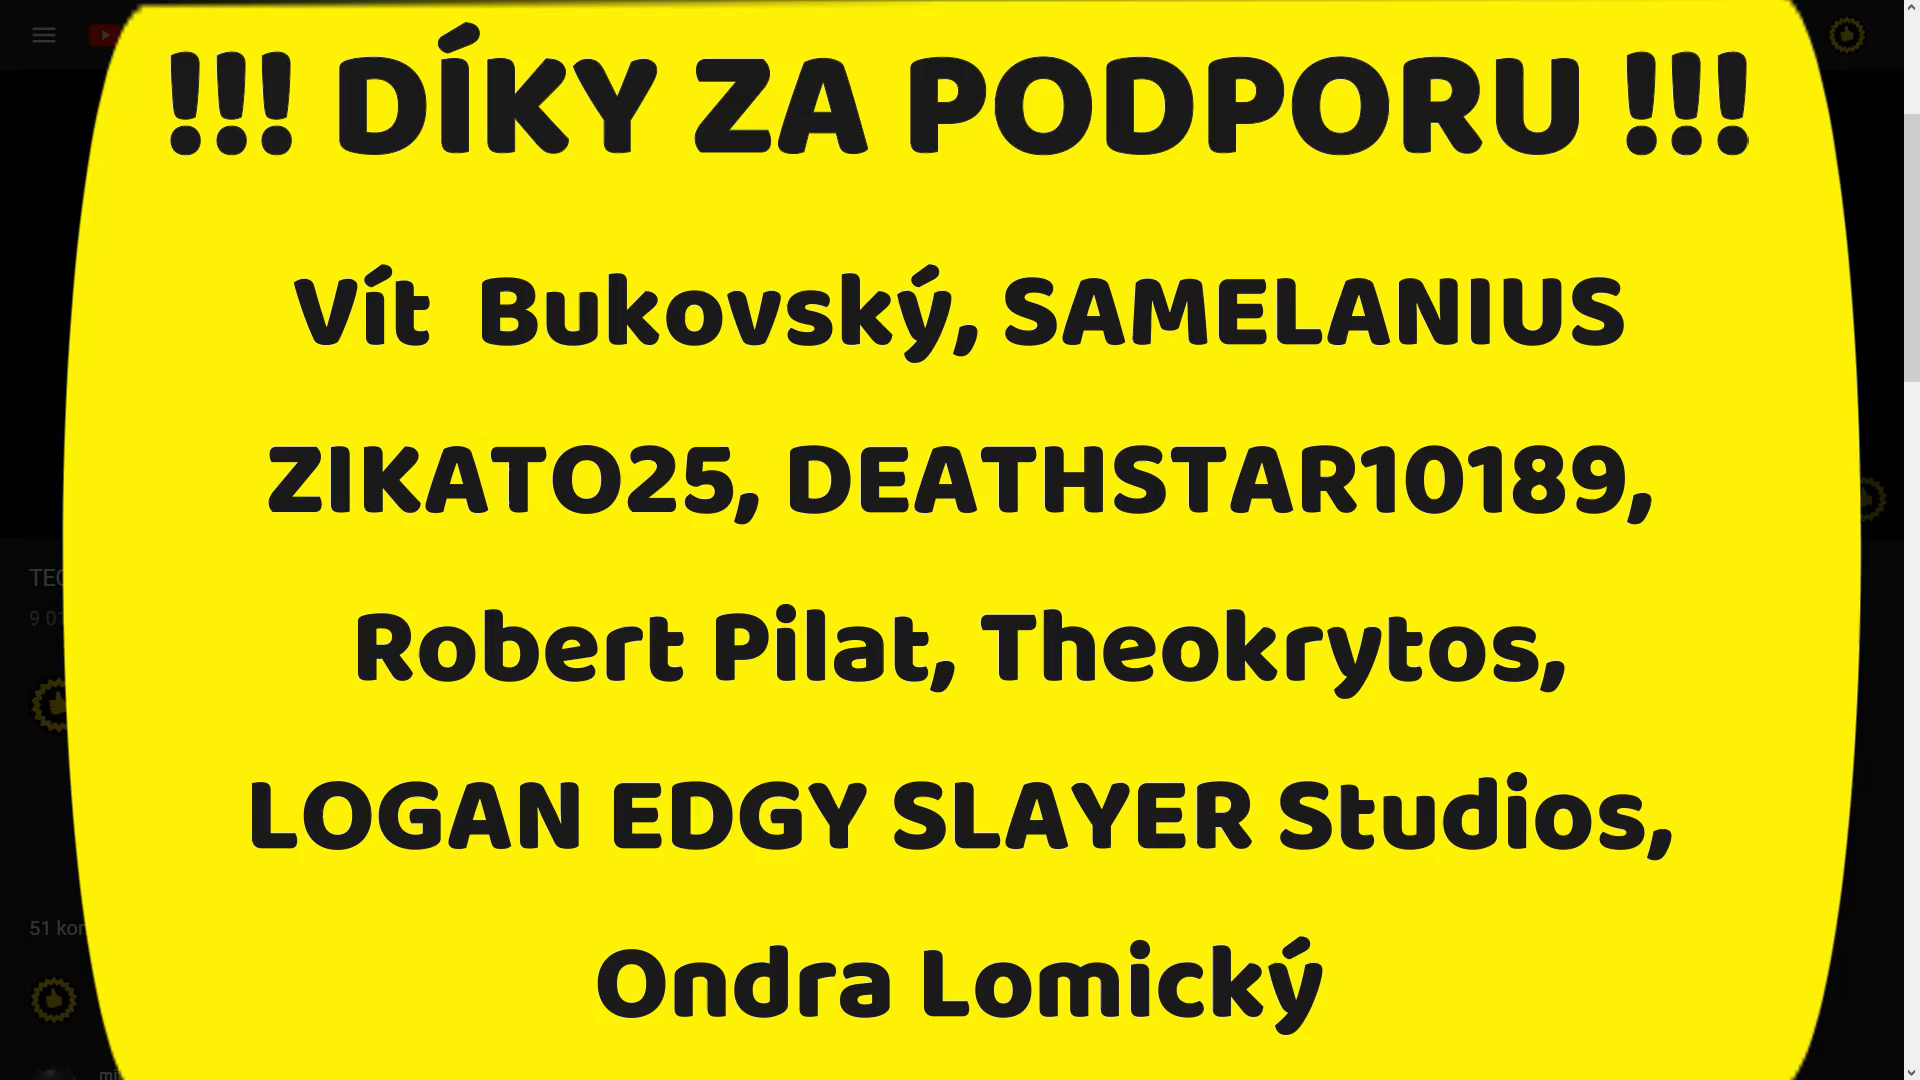 !!! DÍKY ZA PODPORU !!!
Vít Bukovský, SAMELANIUS
ZIKATO25, DEATHSTAR10189,
Robert Pilat, Theokrytos,
LOGAN EDGY SLAYER Studios,
Ondra Lomický